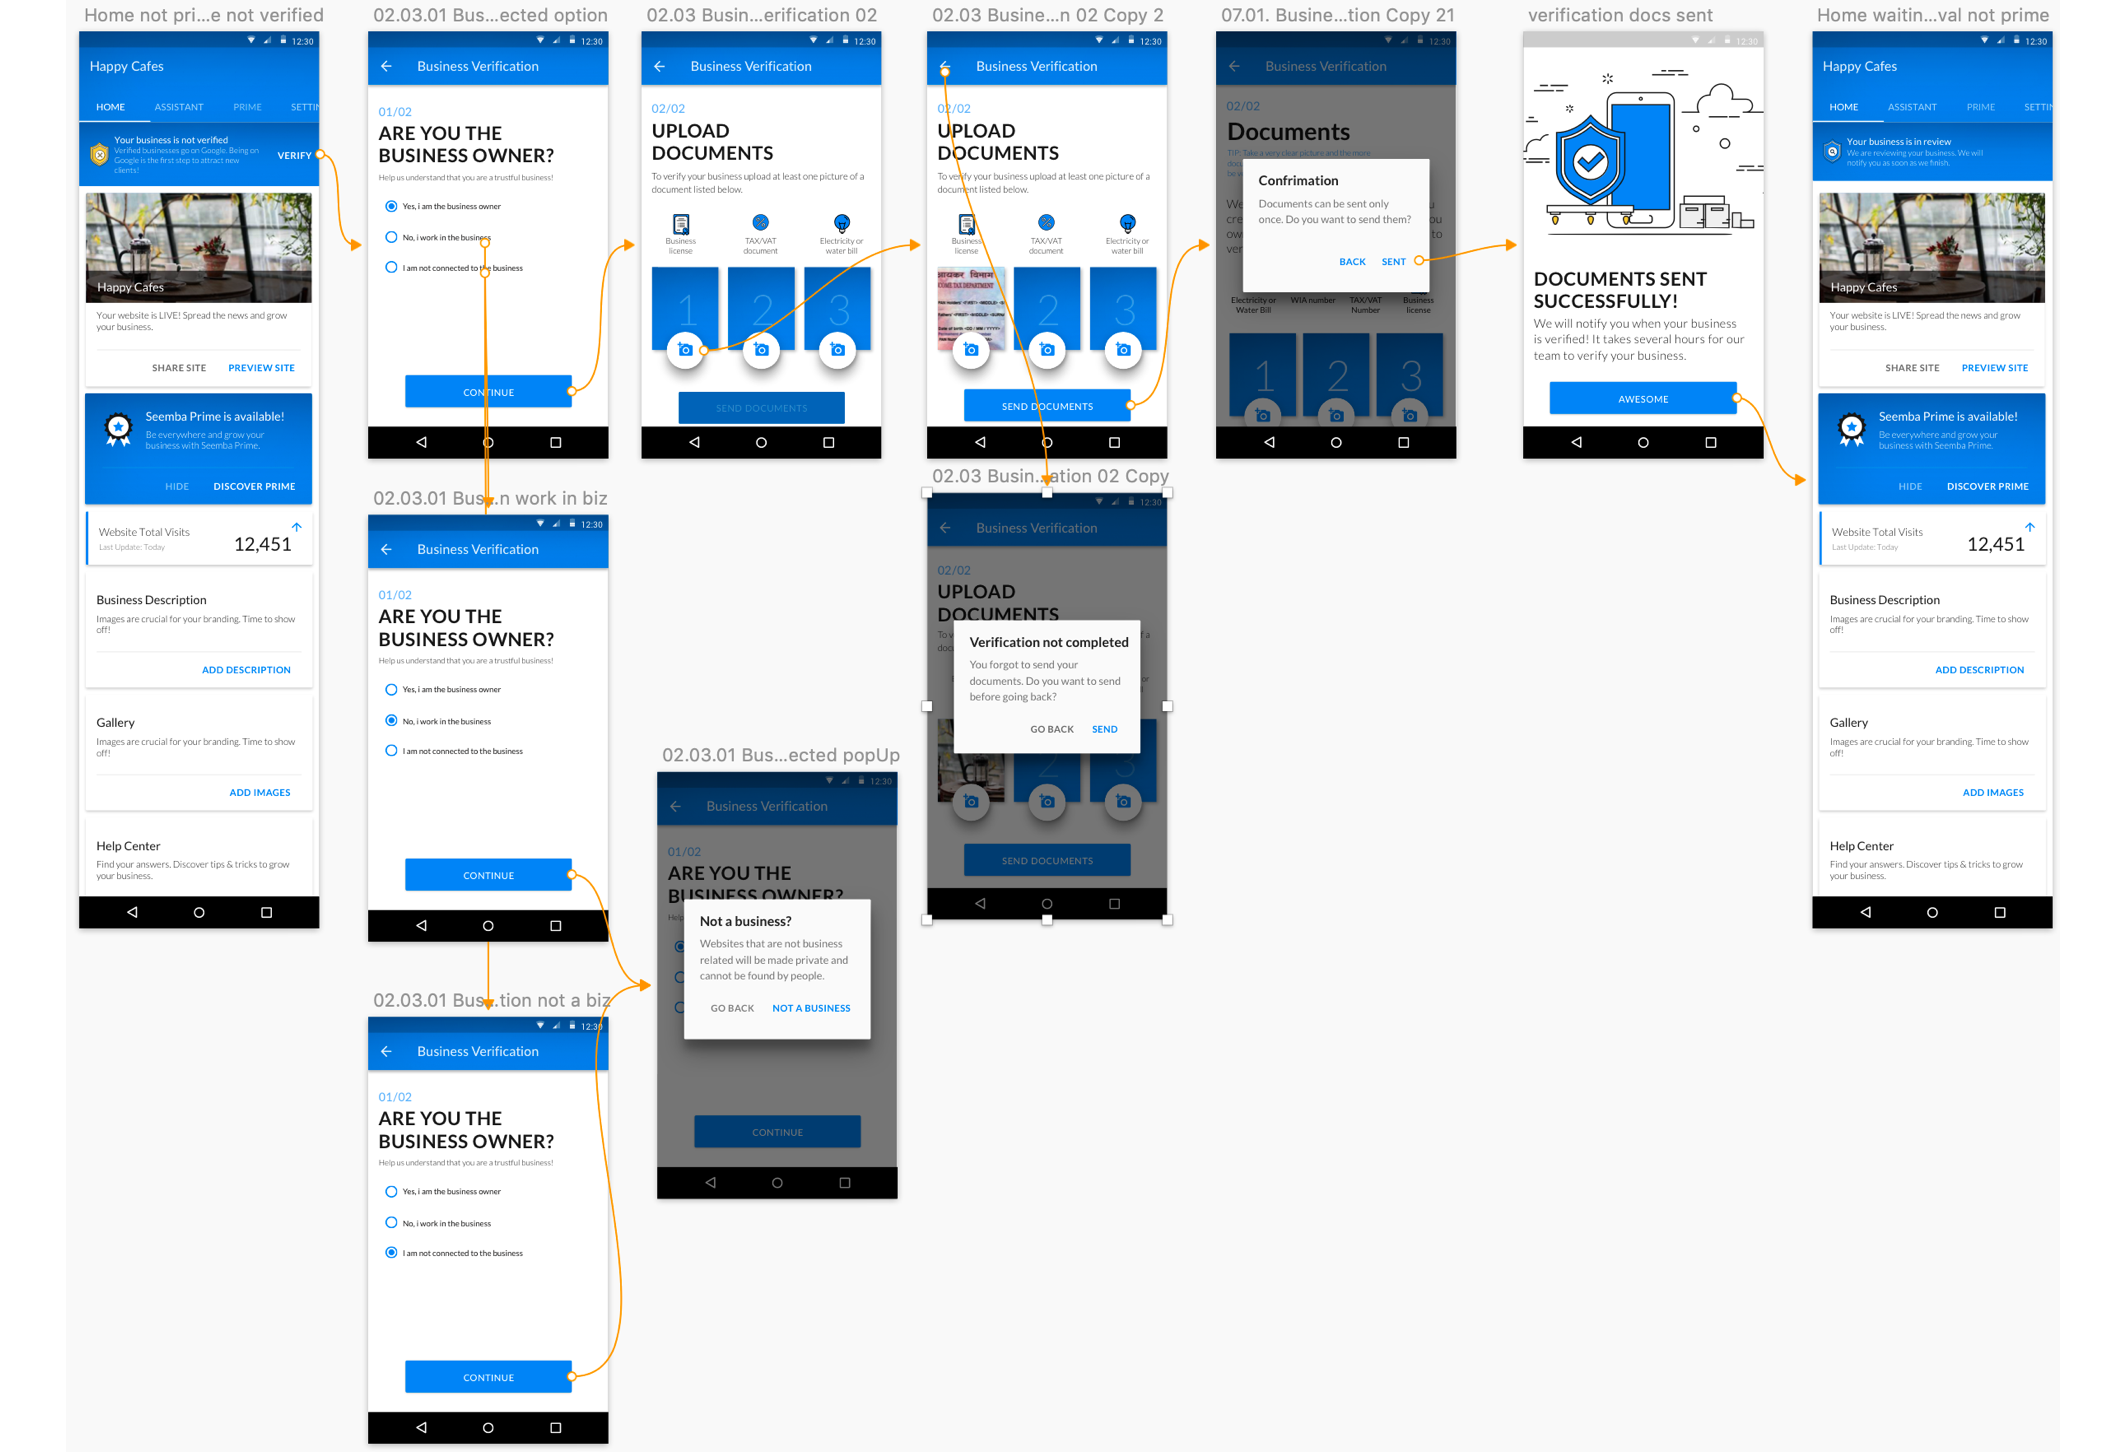 Home not pri...e not verified
12:30
Happy Cafes
HOME
ASSISTANT
PRIME
SETTIN
Your business is not verified
Verified businesses go on Google. Being on
Google is the first step to attract new
clients!
VERIFY
Happy Cafes
Your website is LIVE! Spread the news and grow
your business.
SHARE SITE
PREVIEW SITE
Seemba Prime is available!
Be everywhere and grow your
business with Seemba Prime.
HIDE
DISCOVER PRIME
Website Total Visits
Last Update: Today
12,451
Business Description
Images are crucial for your branding. Time to show
off!
ADD DESCRIPTION
Gallery
Images are crucial for your branding. Time to show
off!
ADD IMAGES
Help Center
Find your answers. Discover tips & tricks to grow
your business.
02.03.01 Bus...ected option
12:30
Business Verification
01/02
ARE YOU THE
BUSINESS OWNER?
Help us understand that you are a trustful business!
Yes, i am the business owner
No, i work in the business
I am not connected to the business
CONTINUE
02.03.01 Bus...n work in biz
12:30
Business Verification
01/02
ARE YOU THE
BUSINESS OWNER?
Help us understand that you are a trustful business!
Yes, i am the business owner
No, i work in the business
I am not connected to the business
CONTINUE
02.03.01 Bus...tion not a biz
12:30
Business Verification
01/02
ARE YOU THE
BUSINESS OWNER?
Help us understand that you are a trustful business!
Yes, i am the business owner
No, i work in the business
I am not connected to the business
CONTINUE
02.03 Busin...erification 02
12:30
Business Verification
02/02
UPLOAD
DOCUMENTS
To verify your business upload at least one picture of a
document listed below.
Business
license
TAX/VAT
document
Electricity or
water bill
1
2
3
SEND DOCUMENTS
02.03.01 Bus...ected popUp
12:30
Business Verification
01/02
ARE YOU THE
BUSINESS OWNER?
Help
Not a business?
Websites that are not business
related will be made private and
cannot be found by people.
GO BACK
NOT A BUSINESS
CONTINUE
02.03 Busine...n 02 Copy 2
12:30
Business Verification
02/02
UPLOAD
DOCUMENTS
To verify your business upload at least one picture of a
document listed below.
Business
license
TAX/VAT
document
Electricity or
water bill
आयकर विभाग
COME TAX DEPARTMENT
2
3
SEND DOCUMENTS
02.03 Busin...ation 02 Copy
12:30
Business Verification
02/02
UPLOAD
DOCUMENTS
To v
a
docu
or
Verification not completed
You forgot to send your
documents. Do you want to send
before going back?
GO BACK
SEND
2
3
SEND DOCUMENTS
07.01. Busine...tion Copy 21
12:30
Business Verification
02/02
Documents
TIP: Take a very clear picture and the more
Confrimation
Documents can be sent only
once. Do you want to send them?
BACK
SENT
We
u
cre
you
ow
to
ver
Electricity or
Water Bill
WIA number
TAX/VAT
Number
Business
license
1
2
3
verification docs sent
12:30
DOCUMENTS SENT
SUCCESSFULLY!
We will notify you when your business
is verified! It takes several hours for our
team to verify your business.
AWESOME
Home waitin...val not prime
12:30
Happy Cafes
HOME
ASSISTANT
PRIME
SETTIN
Your business is in review
We are reviewing your business. We will
notify you as soon as we finish.
Happy Cafes
Your website is LIVE! Spread the news and grow
your business.
SHARE SITE
PREVIEW SITE
Seemba Prime is available!
Be everywhere and grow your
business with Seemba Prime.
HIDE
DISCOVER PRIME
Website Total Visits
Last Update: Today
12,451
Business Description
Images are crucial for your branding. Time to show
off!
ADD DESCRIPTION
Gallery
Images are crucial for your branding. Time to show
off!
ADD IMAGES
Help Center
Find your answers. Discover tips & tricks to grow
your business.